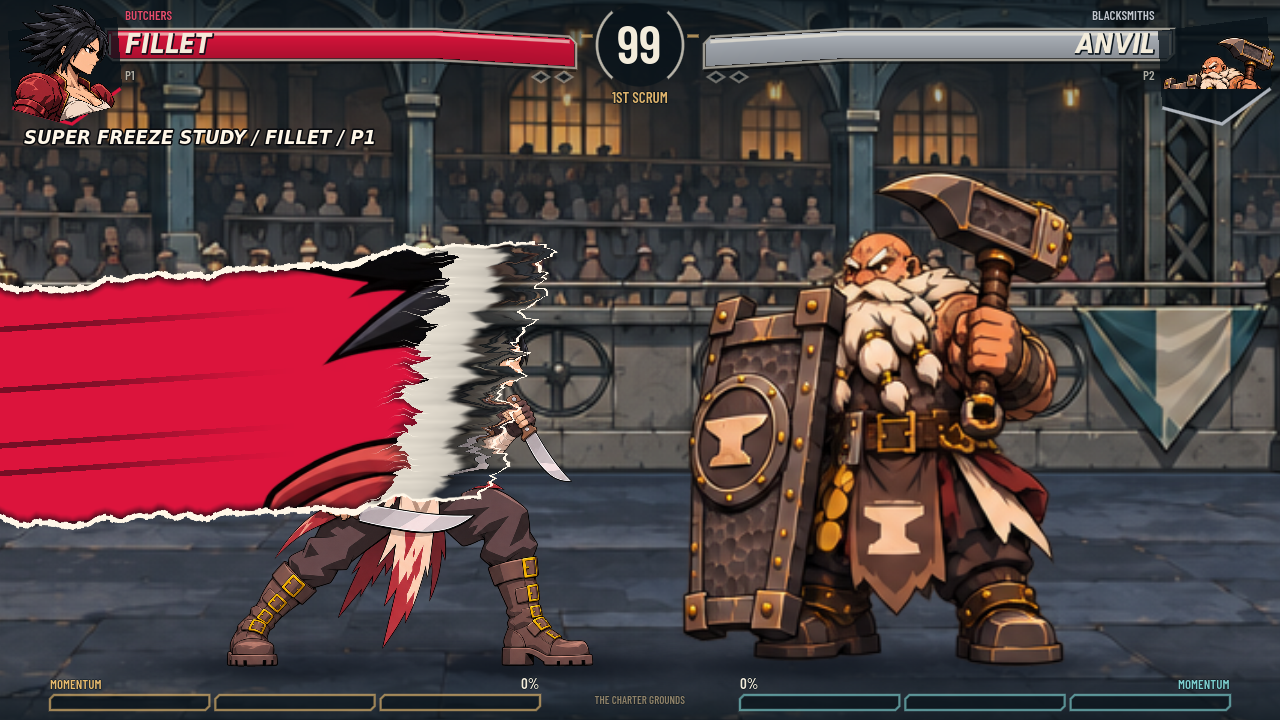 BUTCHERS
FILLET
P1
99
1ST SCRUM
BLACKSMITHS
ANVIL
P2
SUPER FREEZE STUDY / FILLET / P1
MOMENTUM
0%
THE CHARTER GROUNDS
0%
MOMENTUM